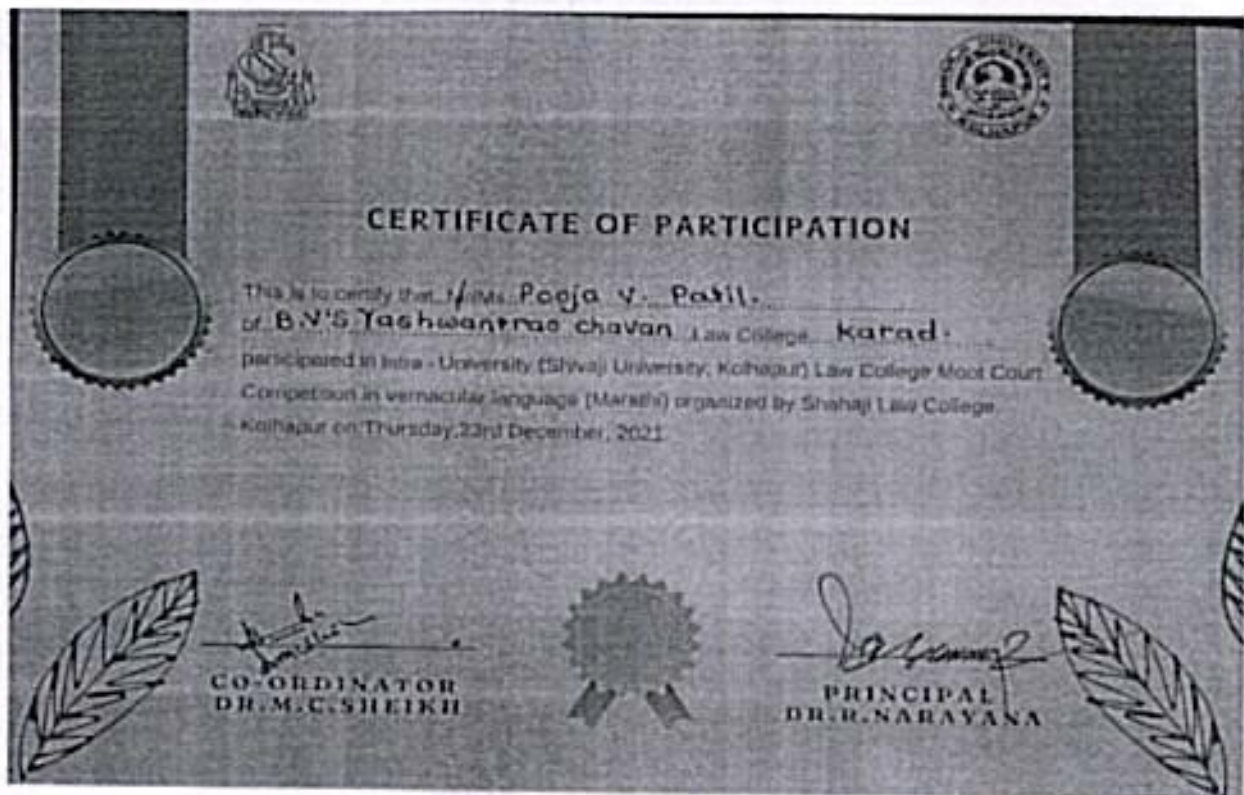 CERTIFICATE OF PARTICIPATION
This is to certify that Ms. Pooja V. Patil.
of B.V'S Yashwantrao chavan Law College, Karad.
participated in Intra - University (Shivaji University, Kolhapur) Law College Moot Court
Competition in vernacular language (Marathi) organized by Shahaji Law College,
Kolhapur on Thursday,23rd December, 2021
CO-ORDINATOR
DR.M.C.SHEIKH
PRINCIPAL
DR.R.NARAYANA